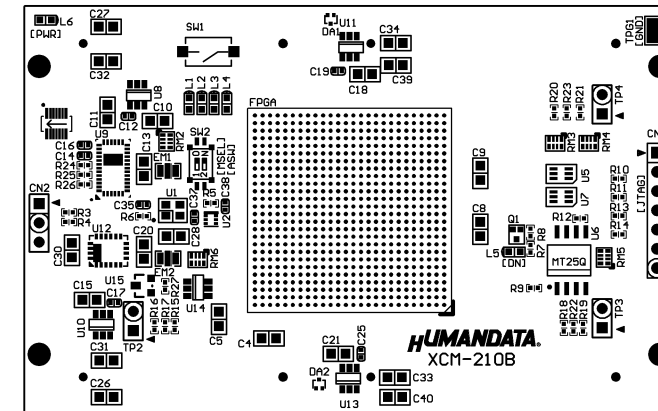 L6
[PWR]
C27
C32
SW1
DA1
U11
C34
C19
C18
C39
TPG1
[GND]
U8
C11
C12
C10
L1
L2
L3
L4
FPGA
R20
R23
R21
TP4
U9
C16
C14
R24
R25
R26
C13
RM2
EM1
SW2
[MSEL]
[ASW]
C9
RM3
RM4
CN
U5
U7
R10
R11
R13
R14
[JTAG]
CN2
R3
R4
C35
R6
U1
R5
C37
C38
U2
C28
C8
Q1
R12
R8
R7
U6
L5
[DN]
MT25Q
RM5
U12
C30
C20
EM2
RM6
U15
C15
C17
R16
R17
R15
R27
U14
R9
U10
TP2
C5
C4
R18
R22
R19
TP3
C31
C21
C25
HUMANDATA.
XCM-210B
C26
DA2
U13
C33
C40